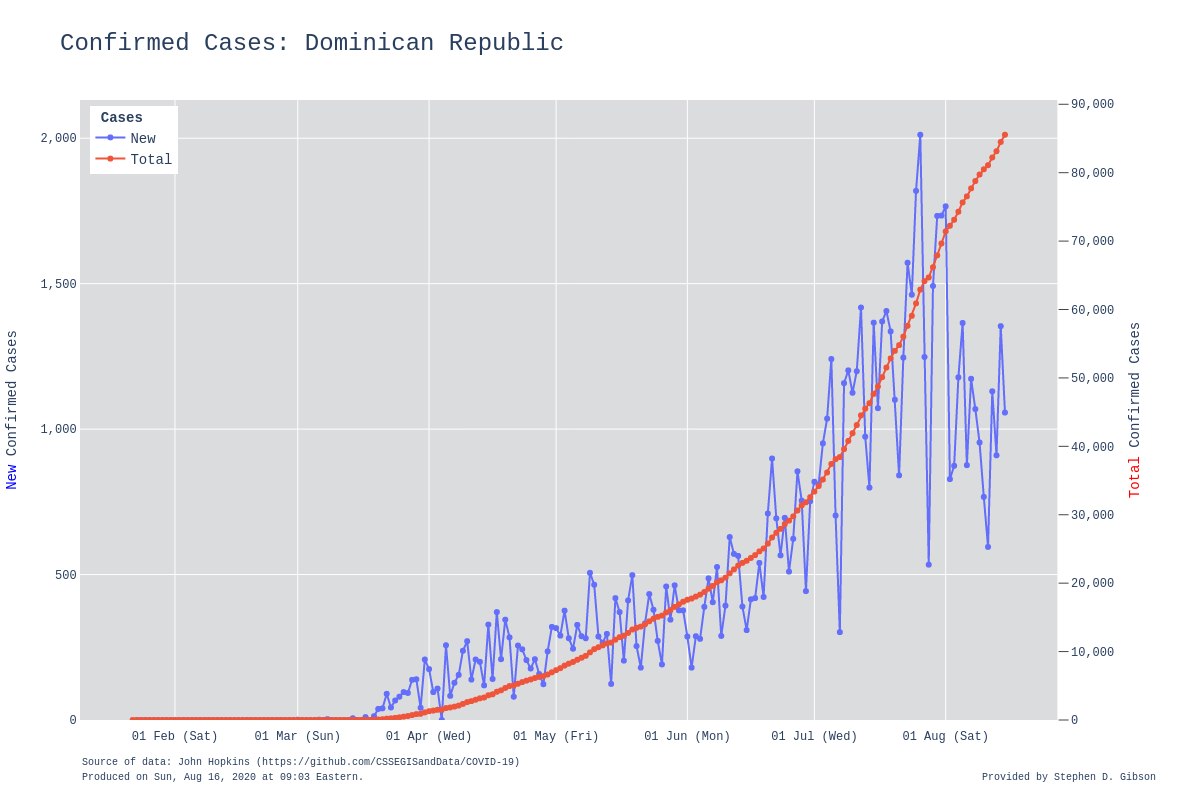 Confirmed Cases: Dominican Republic
Cases
New
Total
2,000
1,500
1,000
500
0
90,000
80,000
70,000
60,000
50,000
40,000
30,000
20,000
10,000
0
New Confirmed Cases
Total Confirmed Cases
01 Feb (Sat)
01 Mar (Sun)
01 Apr (Wed)
01 May (Fri)
01 Jun (Mon)
01 Jul (Wed)
01 Aug (Sat)
Source of data: John Hopkins (https://github.com/CSSEGISandData/COVID-19)
Produced on Sun, Aug 16, 2020 at 09:03 Eastern.
Provided by Stephen D. Gibson